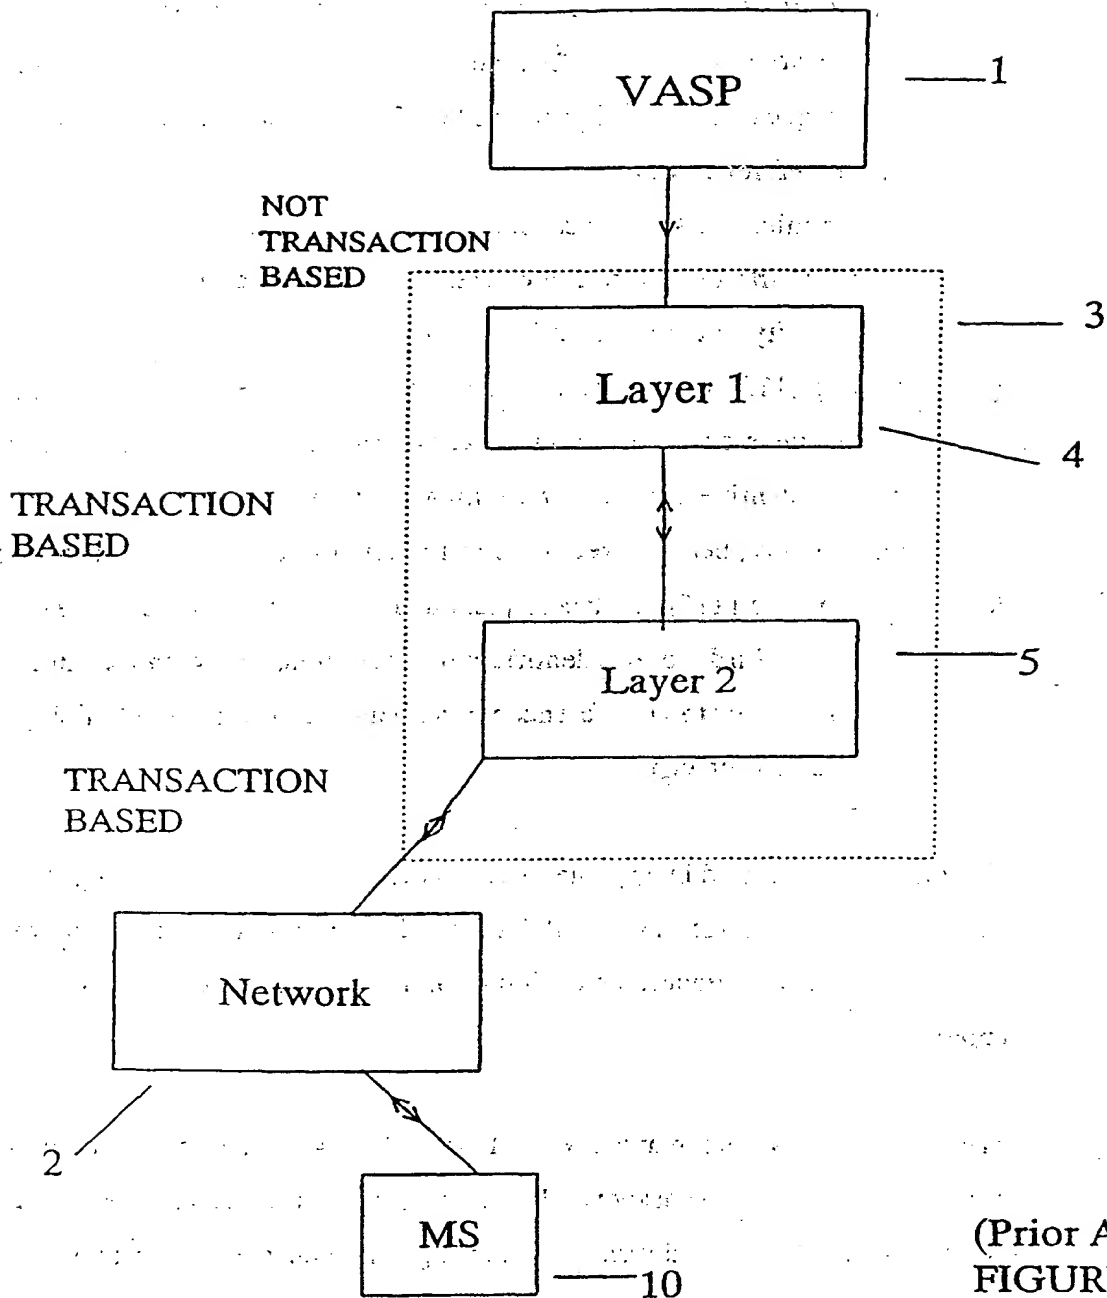 VASP
1
NOT
TRANSACTION
BASED
3
Layer 1
4
TRANSACTION
BASED
Layer 2
5
TRANSACTION
BASED
Network
2
MS
10
(Prior